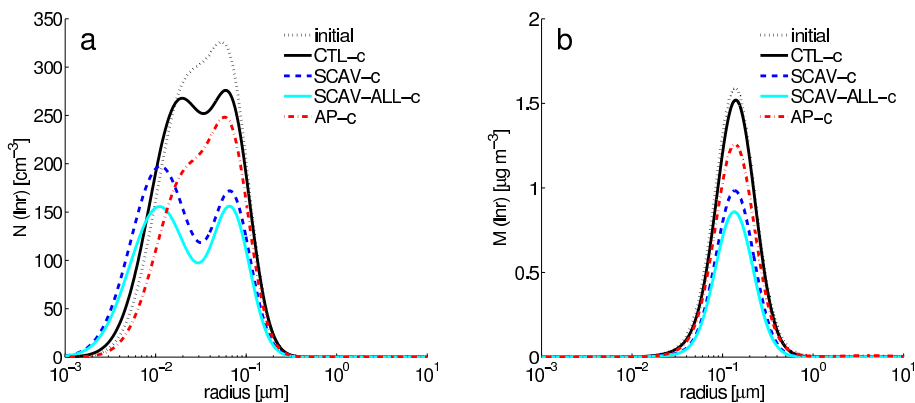 a
N (lnr) [cm⁻³]
350
300
250
200
150
100
50
0
10⁻³
10⁻²
10⁻¹
10⁰
10¹
radius [μm]
initial
CTL−c
SCAV−c
SCAV−ALL−c
AP−c
b
M (lnr) [μg m⁻³]
2
1.5
1
0.5
0
10⁻³
10⁻²
10⁻¹
10⁰
10¹
radius [μm]
initial
CTL−c
SCAV−c
SCAV−ALL−c
AP−c